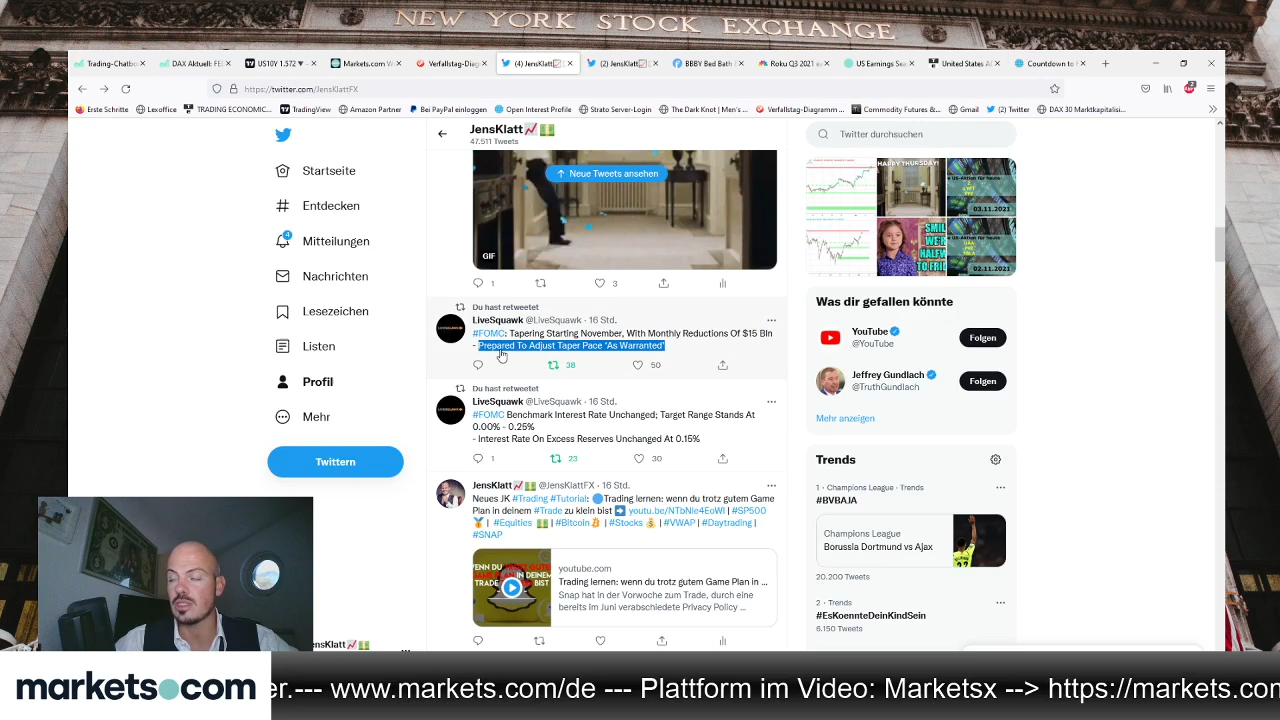 NEW YORK STOCK EXCHANGE
Trading-Chatbo
DAX Aktuell: FE
US10Y 1.572
Markets.com W
Verfallstag-Diag
(4) JensKlatt
(2) JensKlatt
BBBY Bed Bath
Roku Q3 2021 e
US Earnings Sea
United States A
Countdown to
https://twitter.com/JensKlattFX
Erste Schritte
Lexoffice
TRADING ECONOMIC...
TradingView
Amazon Partner
Bei PayPal einloggen
Open Interest Profile
Strato Server-Login
The Dark Knot | Men's ...
Verfallstag-Diagramm ...
Commodity Futures &...
Gmail
(2) Twitter
DAX 30 Marktkapitalisi...
Startseite
Entdecken
4
Mitteilungen
Nachrichten
Lesezeichen
Listen
Profil
Mehr
Twittern
JensKlatt
47.511 Tweets
Neue Tweets ansehen
GIF
1
3
Du hast retweetet
LiveSquawk @LiveSquawk · 16 Std.
#FOMC: Tapering Starting November, With Monthly Reductions Of $15 Bln
- Prepared To Adjust Taper Pace 'As Warranted'
38
50
Du hast retweetet
LiveSquawk @LiveSquawk · 16 Std.
#FOMC Benchmark Interest Rate Unchanged; Target Range Stands At
0.00% - 0.25%
- Interest Rate On Excess Reserves Unchanged At 0.15%
1
23
30
JensKlatt @JensKlattFX · 16 Std.
Neues JK #Trading #Tutorial: Trading lernen: wenn du trotz gutem Game
Plan in deinem #Trade zu klein bist youtu.be/NTbNle4EoWI | #SP500
| #Equities | #Bitcoin | #Stocks | #VWAP | #Daytrading |
#SNAP
youtube.com
Trading lernen: wenn du trotz gutem Game Plan in ...
Snap hat in der Vorwoche zum Trade, durch eine
bereits im Juni verabschiedete Privacy Policy ...
Twitter durchsuchen
HAPPY THURSDAY!
03.11.2021
02.11.2021
Was dir gefallen könnte
YouTube
@YouTube
Folgen
Jeffrey Gundlach
@TruthGundlach
Folgen
Mehr anzeigen
Trends
1 · Champions League · Trends
#BVBAJA
Champions League
Borussia Dortmund vs Ajax
20.200 Tweets
2 · Trends
#EsKoennteDeinKindSein
6.150 Tweets
JensKlatt
markets.com
er.--- www.markets.com/de --- Plattform im Video: Marketsx --> https://markets.com